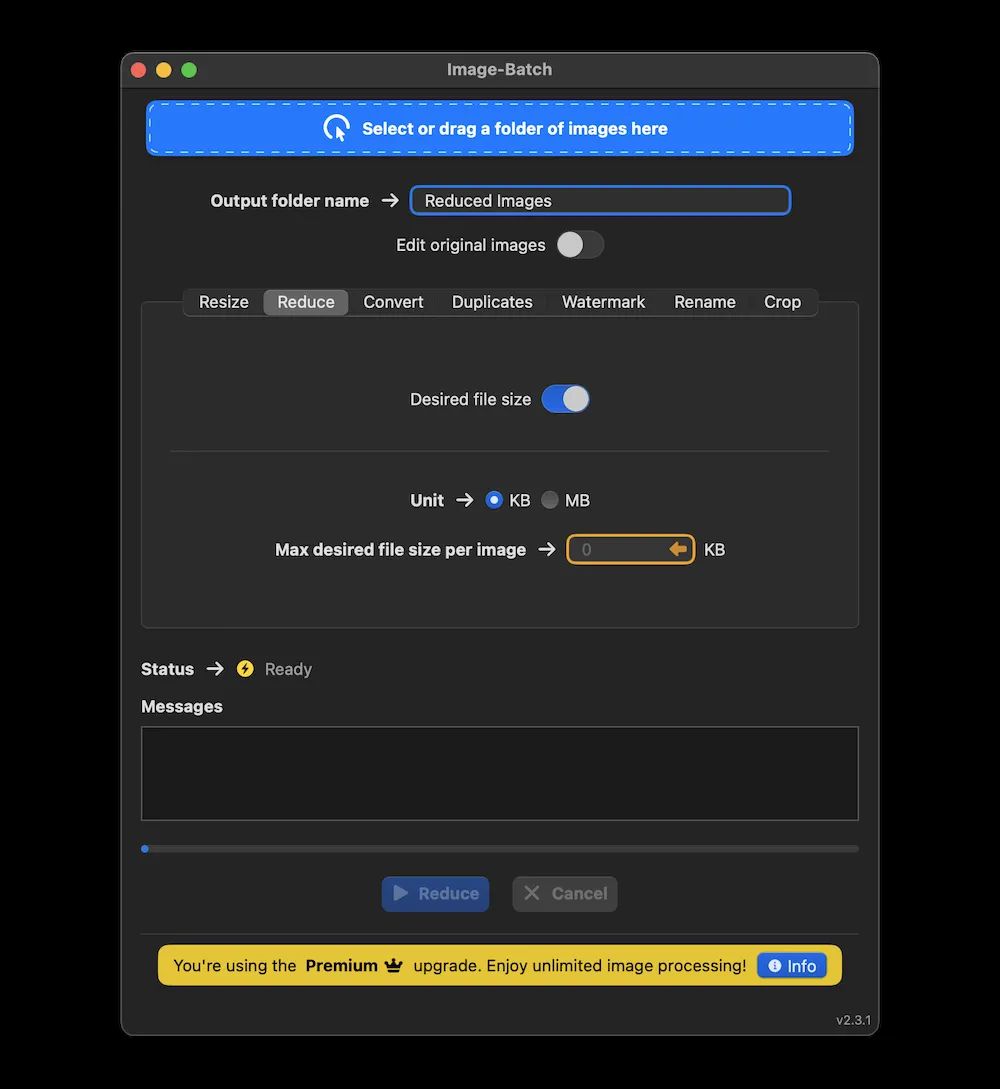 Image-Batch
Select or drag a folder of images here
Output folder name → Reduced Images
Edit original images
Resize Reduce Convert Duplicates Watermark Rename Crop
Desired file size
Unit → KB MB
Max desired file size per image → 0 KB
Status → Ready
Messages
Reduce Cancel
You're using the Premium upgrade. Enjoy unlimited image processing! Info
v2.3.1